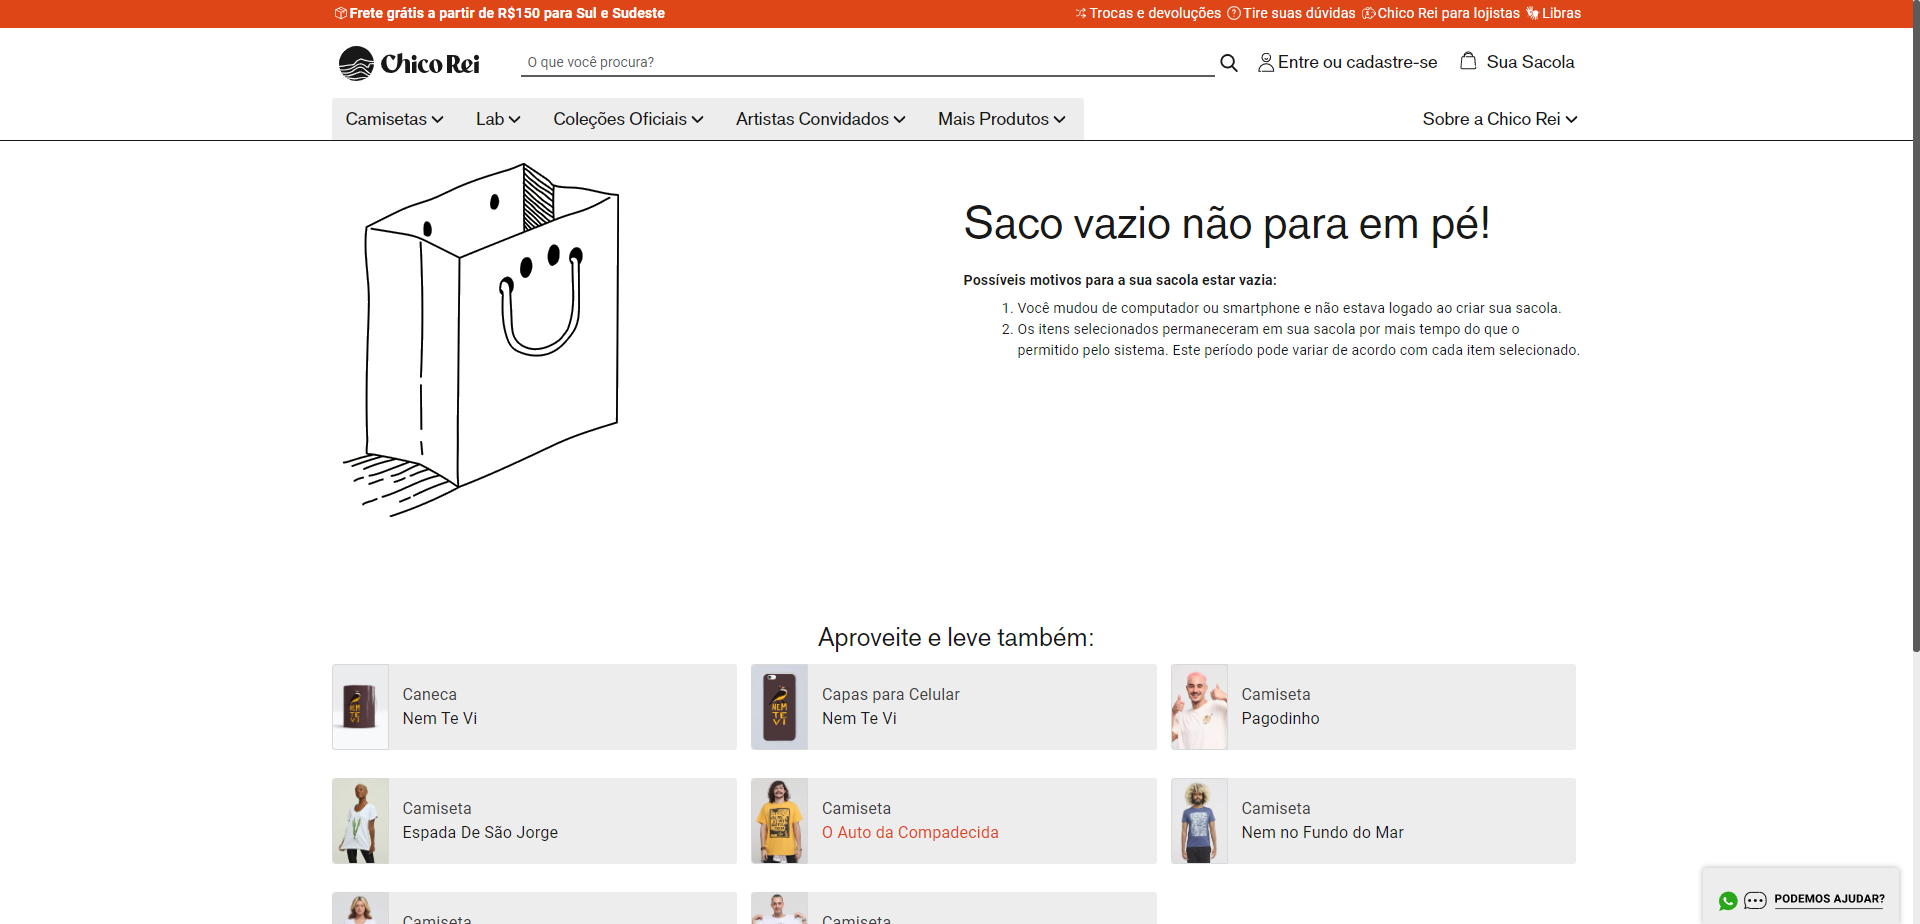 Frete grátis a partir de R$150 para Sul e Sudeste
Trocas e devoluções
Tire suas dúvidas
Chico Rei para lojistas
Libras
Chico Rei
O que você procura?
Entre ou cadastre-se
Sua Sacola
Camisetas
Lab
Coleções Oficiais
Artistas Convidados
Mais Produtos
Sobre a Chico Rei
Saco vazio não para em pé!
Possíveis motivos para a sua sacola estar vazia:
1. Você mudou de computador ou smartphone e não estava logado ao criar sua sacola.
2. Os itens selecionados permaneceram em sua sacola por mais tempo do que o
permitido pelo sistema. Este período pode variar de acordo com cada item selecionado.
Aproveite e leve também:
NEM
TE
VI
Caneca
Nem Te Vi
NEM
TE
VI
Capas para Celular
Nem Te Vi
Camiseta
Pagodinho
Camiseta
Espada De São Jorge
Camiseta
O Auto da Compadecida
Camiseta
Nem no Fundo do Mar
Camiseta
Camiseta
PODEMOS AJUDAR?